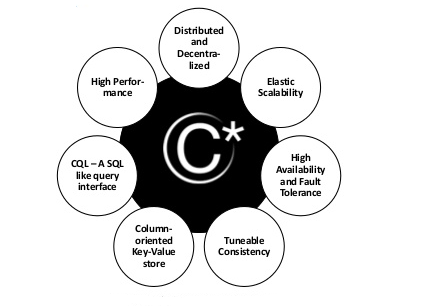 Distributed
and
Decentra-
lized
Elastic
Scalability
High
Availability
and Fault
Tolerance
Tuneable
Consistency
Column-
oriented
Key-Value
store
CQL – A SQL
like query
interface
High Perfor-
mance
C*